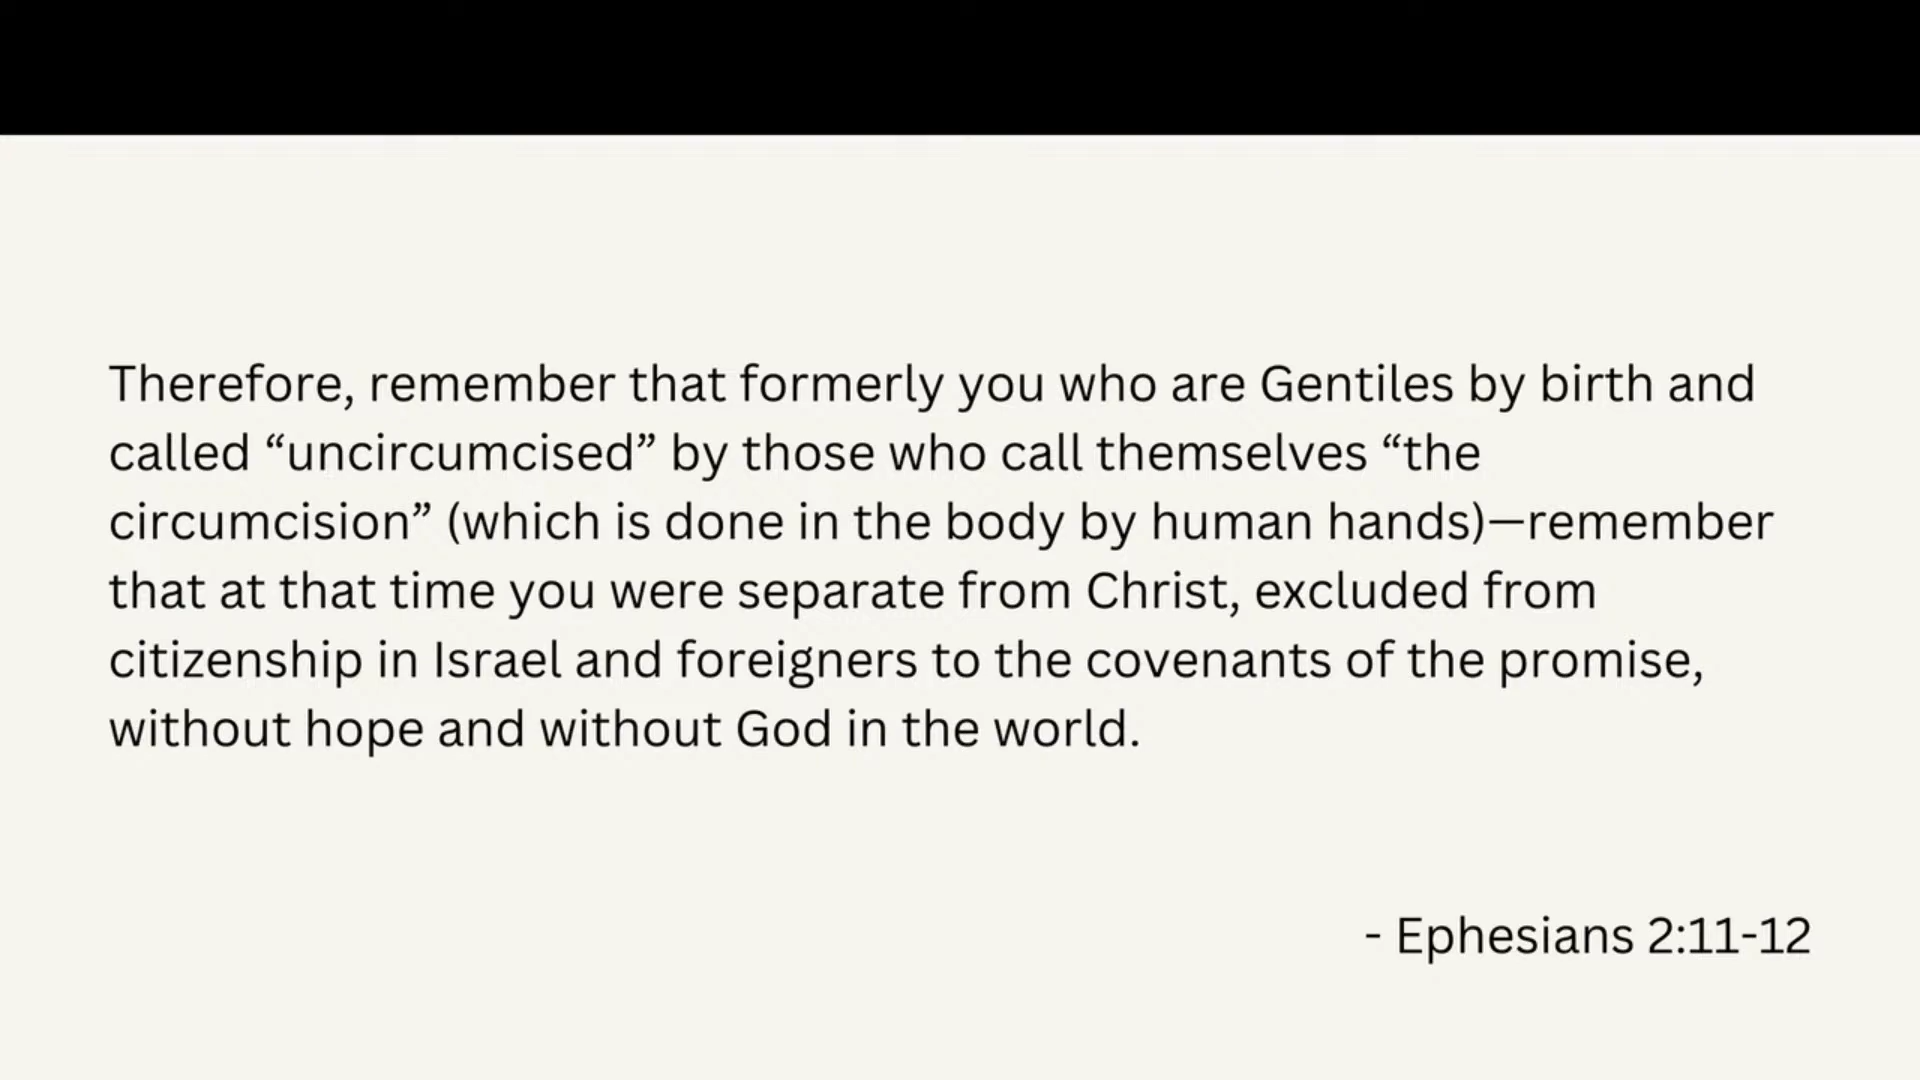 Therefore, remember that formerly you who are Gentiles by birth and
called “uncircumcised” by those who call themselves “the
circumcision” (which is done in the body by human hands)—remember
that at that time you were separate from Christ, excluded from
citizenship in Israel and foreigners to the covenants of the promise,
without hope and without God in the world.
- Ephesians 2:11-12